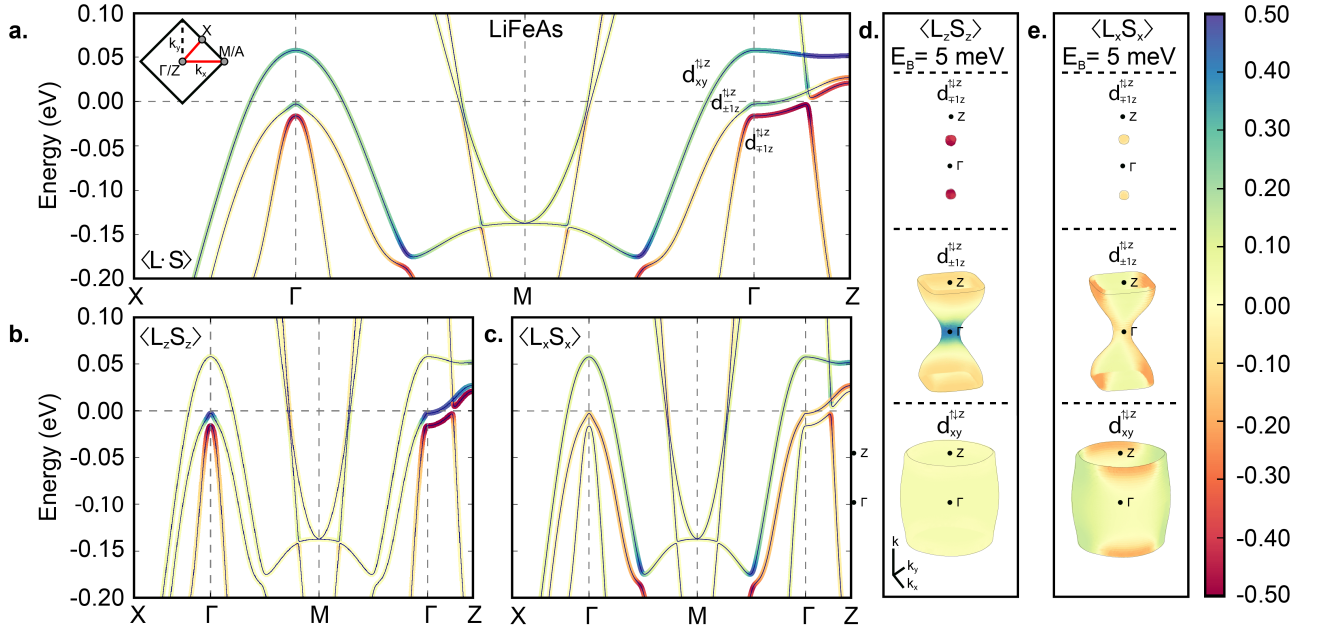 a.
LiFeAs
Energy (eV)
0.10
0.05
0.00
-0.05
-0.10
-0.15
-0.20
X
M/A
Γ/Z
k_y
k_x
d_xy^⇅z
d_±1z^⇅z
d_∓1z^⇅z
⟨L·S⟩
X Γ M Γ Z
b.
⟨L_zS_z⟩
Energy (eV)
0.10
0.05
0.00
-0.05
-0.10
-0.15
-0.20
X Γ M Γ Z
c.
⟨L_xS_x⟩
X Γ M Γ Z
Z
Γ
d.
⟨L_zS_z⟩
E_B= 5 meV
d_∓1z^⇅z
Z
Γ
d_±1z^⇅z
Z
Γ
d_xy^⇅z
Z
Γ
k
k_y
k_x
e.
⟨L_xS_x⟩
E_B= 5 meV
d_∓1z^⇅z
Z
Γ
d_±1z^⇅z
Z
Γ
d_xy^⇅z
Z
Γ
0.50
0.40
0.30
0.20
0.10
0.00
-0.10
-0.20
-0.30
-0.40
-0.50